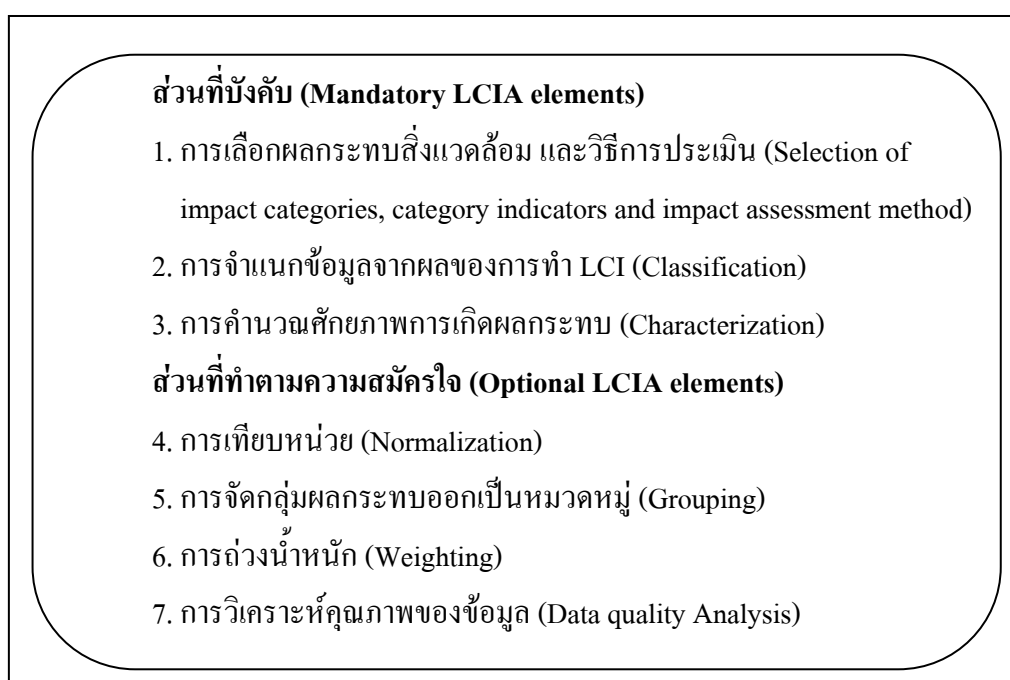 ส่วนที่บังคับ (Mandatory LCIA elements)
1. การเลือกผลกระทบสิ่งแวดล้อม และวิธีการประเมิน (Selection of
impact categories, category indicators and impact assessment method)
2. การจำแนกข้อมูลจากผลของการทำ LCI (Classification)
3. การคำนวณศักยภาพการเกิดผลกระทบ (Characterization)
ส่วนที่ทำตามความสมัครใจ (Optional LCIA elements)
4. การเทียบหน่วย (Normalization)
5. การจัดกลุ่มผลกระทบออกเป็นหมวดหมู่ (Grouping)
6. การถ่วงน้ำหนัก (Weighting)
7. การวิเคราะห์คุณภาพของข้อมูล (Data quality Analysis)